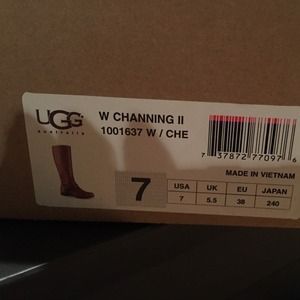 UGG
australia
W CHANNING II
1001637 W / CHE
7 37872 77097 6
MADE IN VIETNAM
7
USA UK EU JAPAN
7 5.5 38 240